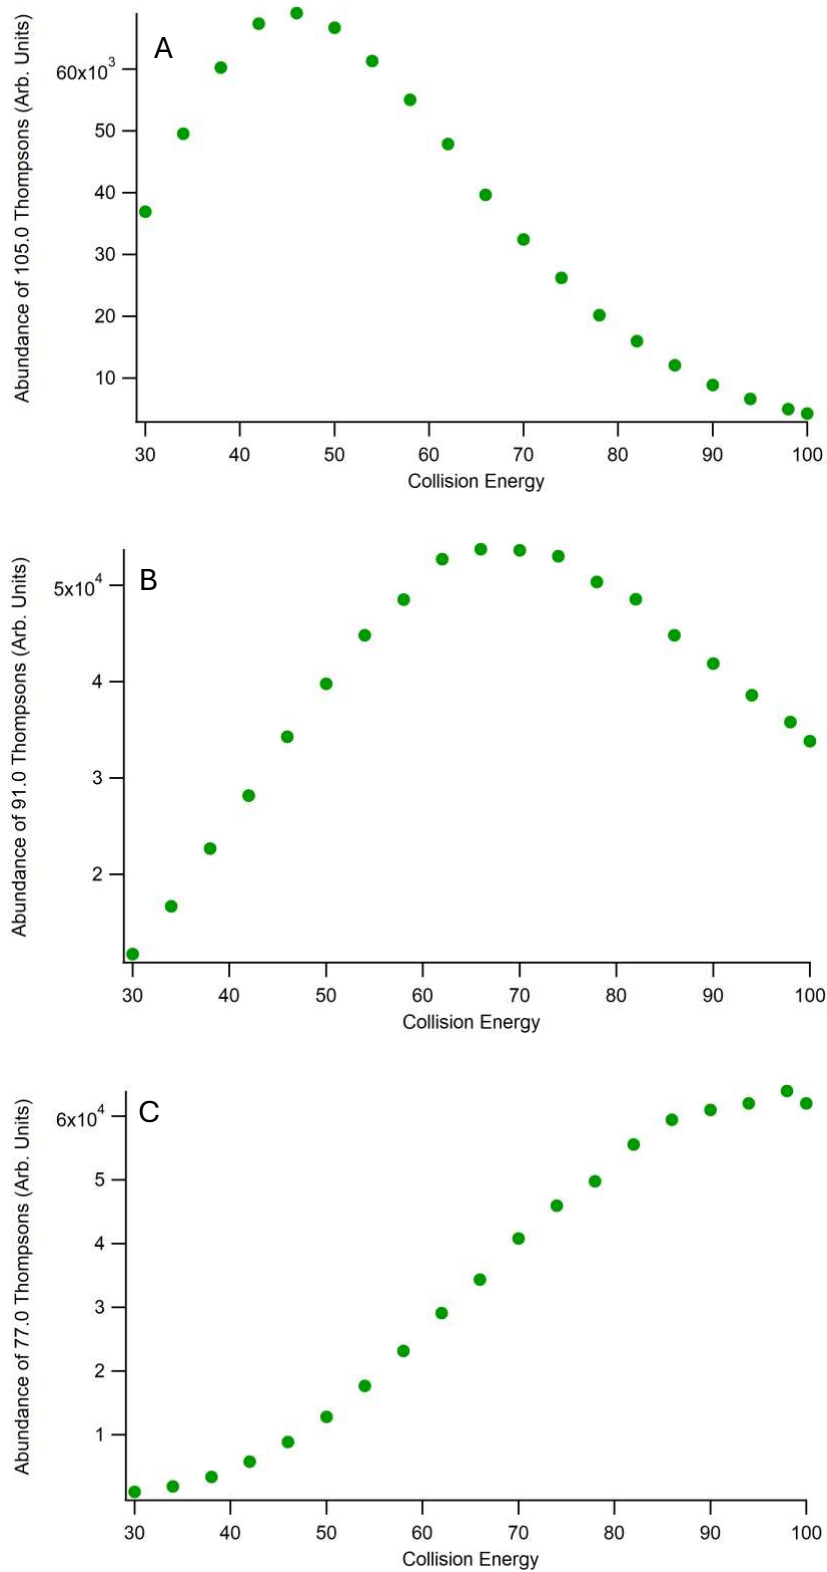 A
Abundance of 105.0 Thompsons (Arb. Units)
60x10³
50
40
30
20
10
30 40 50 60 70 80 90 100
Collision Energy
B
Abundance of 91.0 Thompsons (Arb. Units)
5x10⁴
4
3
2
30 40 50 60 70 80 90 100
Collision Energy
C
Abundance of 77.0 Thompsons (Arb. Units)
6x10⁴
5
4
3
2
1
30 40 50 60 70 80 90 100
Collision Energy